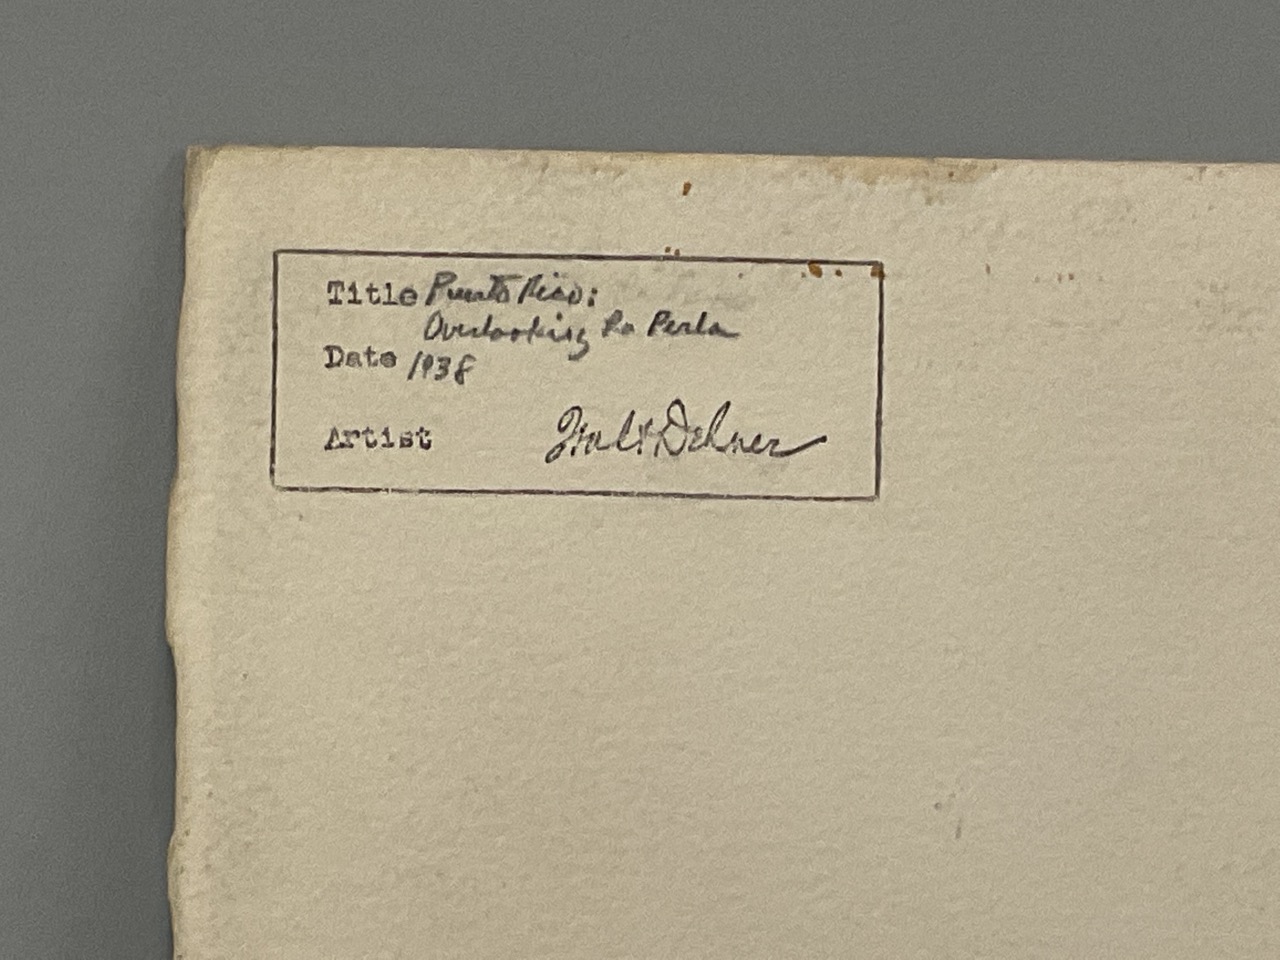 Title Puerto Rico:
Overlooking La Perla
Date 1938
Artist Walt Dehner